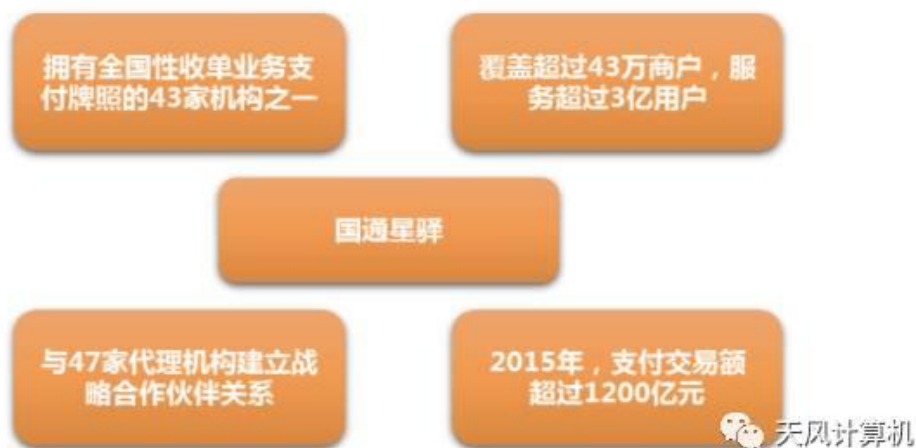 拥有全国性收单业务支
付牌照的43家机构之一
覆盖超过43万商户，服
务超过3亿用户
国通星驿
与47家代理机构建立战
略合作伙伴关系
2015年，支付交易额
超过1200亿元
天风计算机